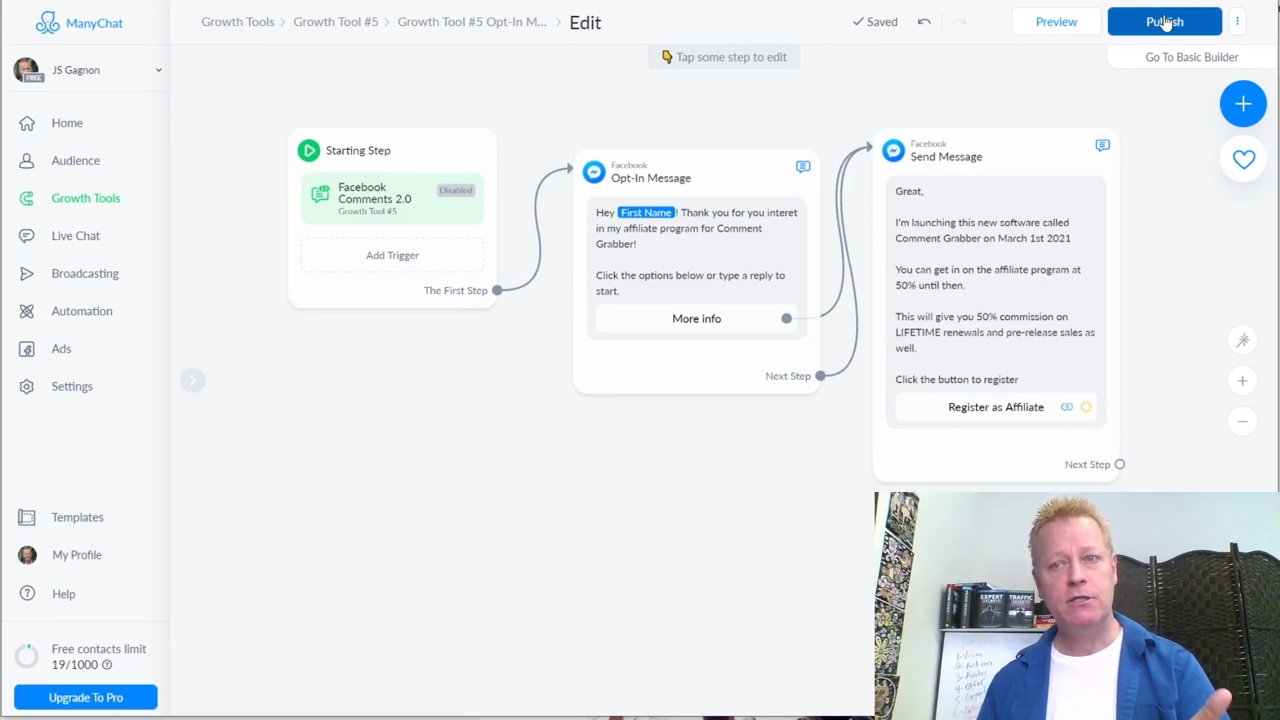 ManyChat
Growth Tools > Growth Tool #5 > Growth Tool #5 Opt-In M... > Edit
Saved
Preview
Publish
👇 Tap some step to edit
Go To Basic Builder
JS Gagnon
FREE
Home
Audience
Growth Tools
Live Chat
Broadcasting
Automation
Ads
Settings
Templates
My Profile
Help
Free contacts limit
19/1000
Upgrade To Pro
Starting Step
Facebook
Comments 2.0
Growth Tool #5
Disabled
Add Trigger
The First Step
Facebook
Opt-In Message
Hey First Name! Thank you for you interet
in my affiliate program for Comment
Grabber!
Click the options below or type a reply to
start.
More info
Next Step
Facebook
Send Message
Great,
I'm launching this new software called
Comment Grabber on March 1st 2021
You can get in on the affiliate program at
50% until then.
This will give you 50% commission on
LIFETIME renewals and pre-release sales as
well.
Click the button to register
Register as Affiliate
Next Step
EXPERT
SECRETS
TRAFFIC
SECRETS